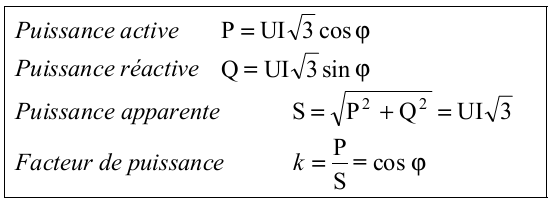 Puissance active P = UI√3 cos φ
Puissance réactive Q = UI√3 sin φ
Puissance apparente S = √(P² + Q²) = UI√3
Facteur de puissance k = P/S = cos φ